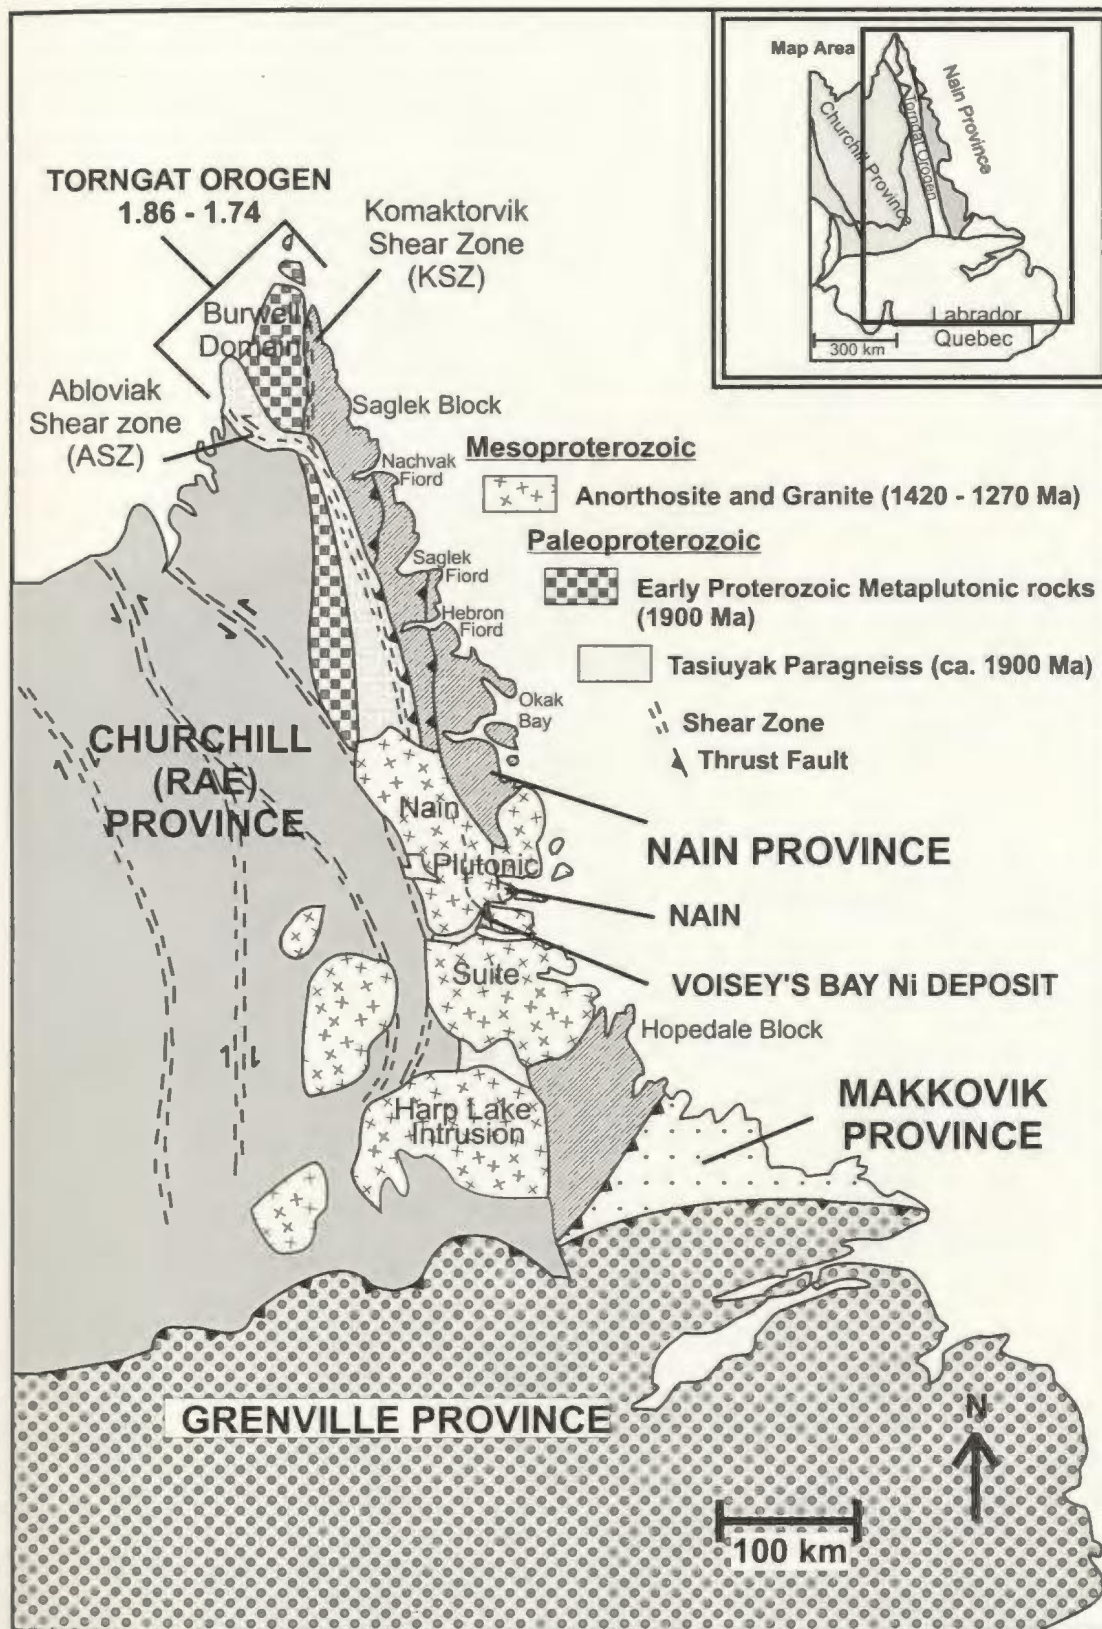 Map Area
Nain Province
Torngat Orogen
Churchill Province
Labrador
Quebec
300 km
TORNGAT OROGEN
1.86 - 1.74
Komaktorvik
Shear Zone
(KSZ)
Burwell
Domain
Abloviak
Shear zone
(ASZ)
Saglek Block
Nachvak
Fiord
Saglek
Fiord
Hebron
Fiord
Okak
Bay
Mesoproterozoic
Anorthosite and Granite (1420 - 1270 Ma)
Paleoproterozoic
Early Proterozoic Metaplutonic rocks
(1900 Ma)
Tasiuyak Paragneiss (ca. 1900 Ma)
Shear Zone
Thrust Fault
CHURCHILL
(RAE)
PROVINCE
Nain
Plutonic
Suite
NAIN PROVINCE
NAIN
VOISEY'S BAY Ni DEPOSIT
Hopedale Block
Harp Lake
Intrusion
MAKKOVIK
PROVINCE
GRENVILLE PROVINCE
N
100 km